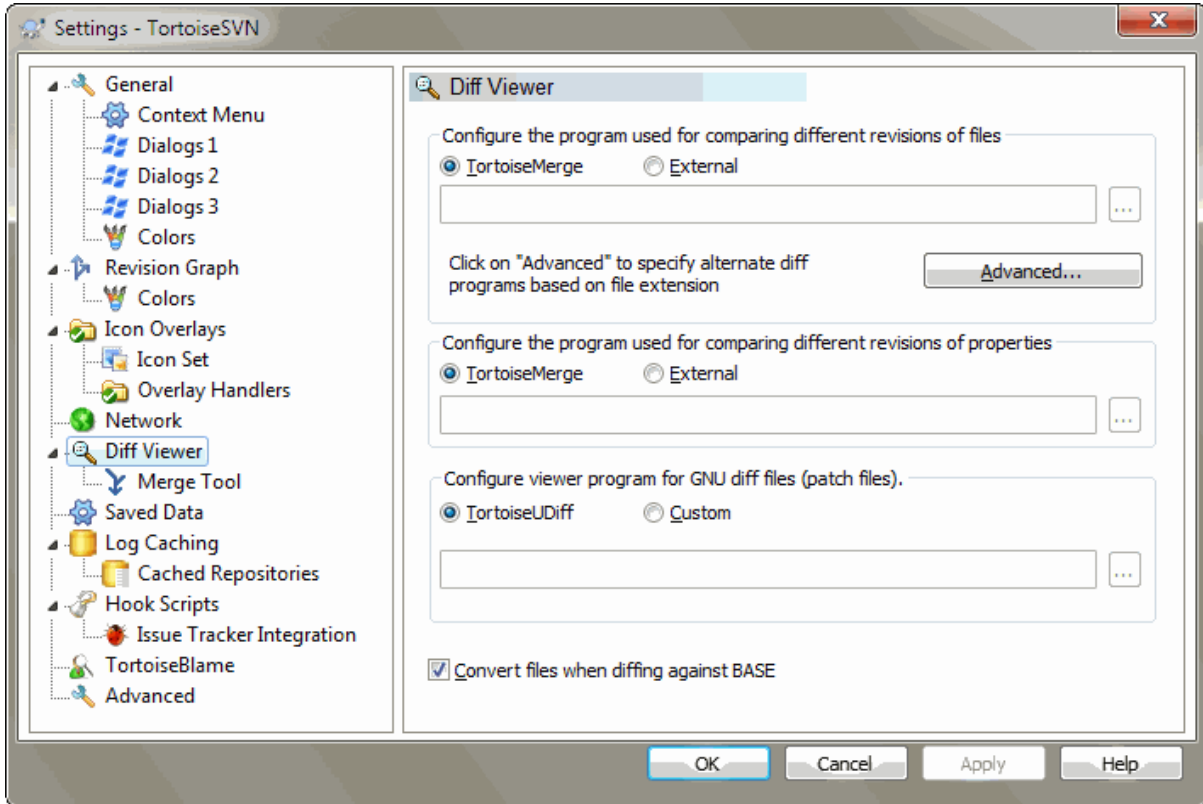 Settings - TortoiseSVN
General
Context Menu
Dialogs 1
Dialogs 2
Dialogs 3
Colors
Revision Graph
Colors
Icon Overlays
Icon Set
Overlay Handlers
Network
Diff Viewer
Merge Tool
Saved Data
Log Caching
Cached Repositories
Hook Scripts
Issue Tracker Integration
TortoiseBlame
Advanced
Diff Viewer
Configure the program used for comparing different revisions of files
TortoiseMerge External
...
Click on "Advanced" to specify alternate diff
programs based on file extension
Advanced...
Configure the program used for comparing different revisions of properties
TortoiseMerge External
...
Configure viewer program for GNU diff files (patch files).
TortoiseUDiff Custom
...
Convert files when diffing against BASE
OK Cancel Apply Help